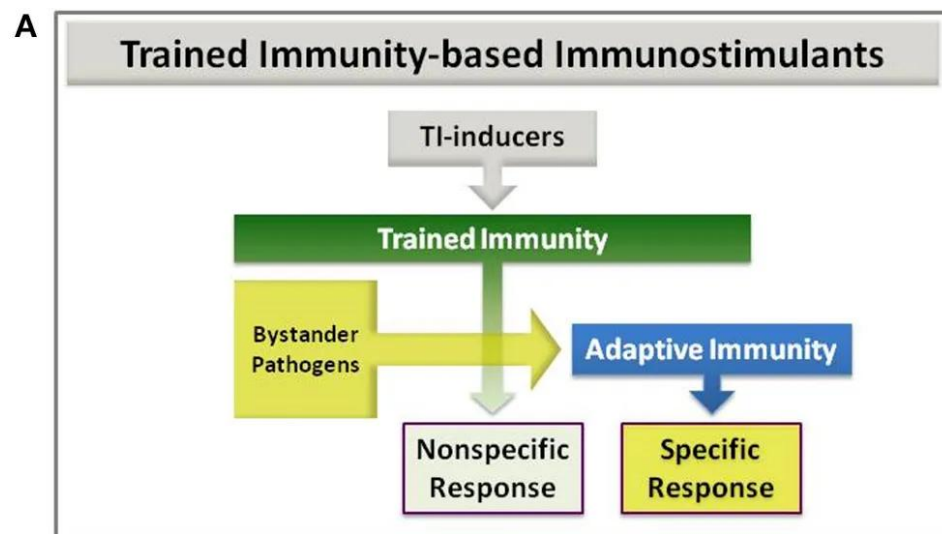 A
Trained Immunity-based Immunostimulants
TI-inducers
Trained Immunity
Bystander
Pathogens
Adaptive Immunity
Nonspecific
Response
Specific
Response